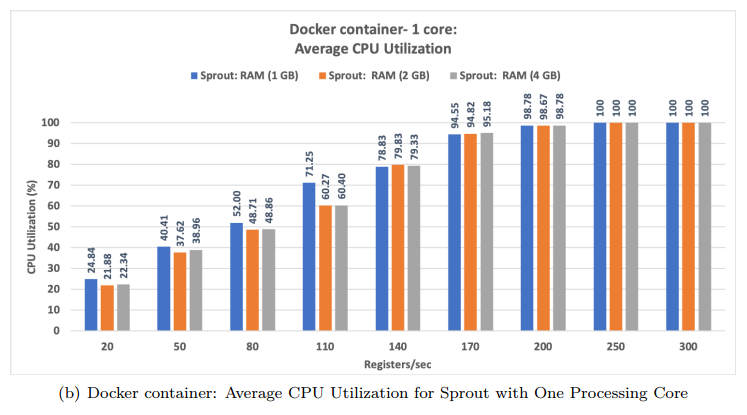 Docker container- 1 core:
Average CPU Utilization
Sprout: RAM (1 GB) Sprout: RAM (2 GB) Sprout: RAM (4 GB)
CPU Utilization (%)
100
90
80
70
60
50
40
30
20
10
0
24.84 21.88 22.34
40.41 37.62 38.96
52.00 48.71 48.86
71.25 60.27 60.40
78.83 79.83 79.33
94.55 94.82 95.18
98.78 98.67 98.78
100 100 100
100 100 100
20 50 80 110 140 170 200 250 300
Registers/sec
(b) Docker container: Average CPU Utilization for Sprout with One Processing Core